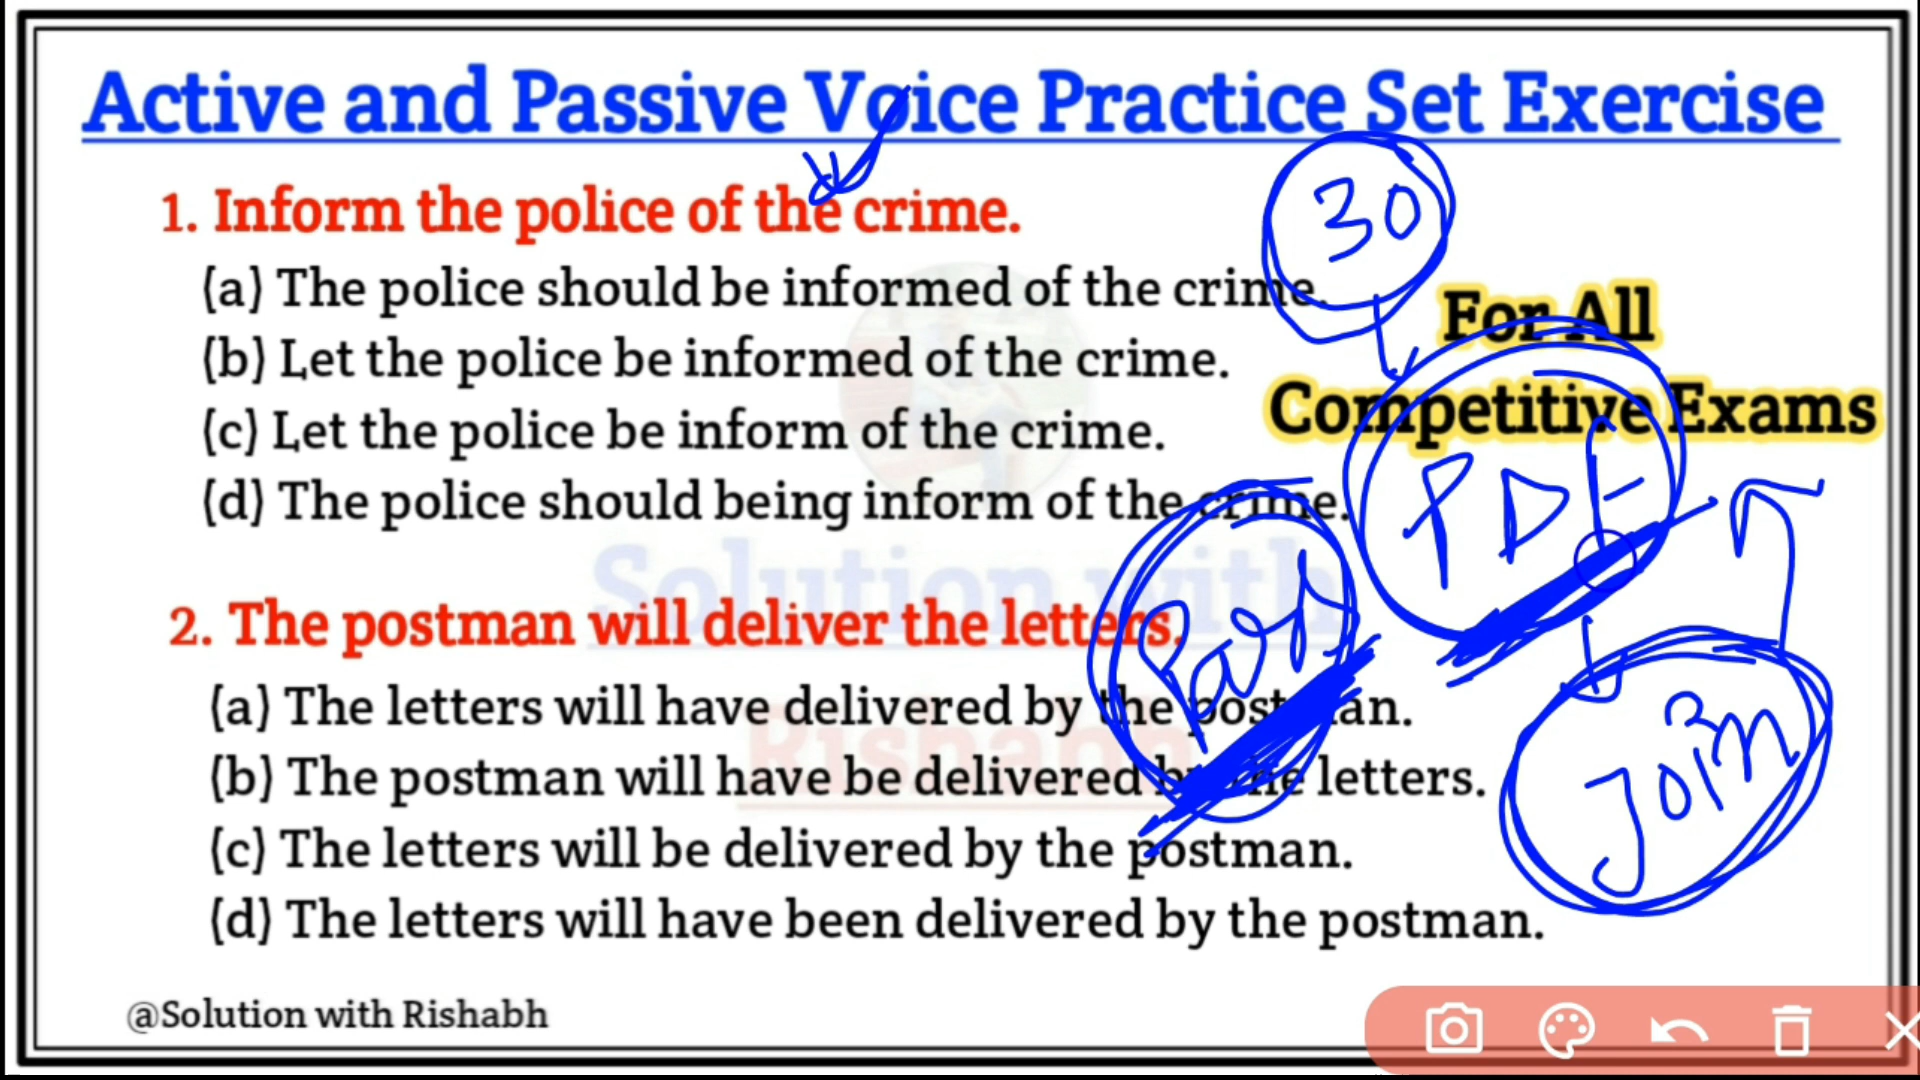 Active and Passive Voice Practice Set Exercise
1. Inform the police of the crime.
(a) The police should be informed of the crime.
(b) Let the police be informed of the crime.
(c) Let the police be inform of the crime.
(d) The police should being inform of the crime.
30
For All
Competitive Exams
PDF
Join
Solution with
Rishabh
2. The postman will deliver the letters.
(a) The letters will have delivered by the postman.
(b) The postman will have be delivered by the letters.
(c) The letters will be delivered by the postman.
(d) The letters will have been delivered by the postman.
@Solution with Rishabh